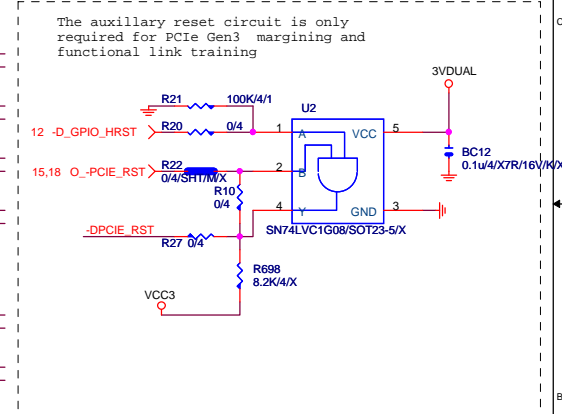 The auxillary reset circuit is only
required for PCIe Gen3 margining and
functional link training
3VDUAL
R21 100K/4/1
U2
12 -D_GPIO_HRST R20 0/4 1 A VCC 5
BC12
0.1u/4/X7R/16V/K/X
15,18 O_-PCIE_RST R22 2 B
0/4/SHT/M/X
R10
0/4
4 Y GND 3
-DPCIE_RST
R27 0/4
SN74LVC1G08/SOT23-5/X
R698
8.2K/4/X
VCC3
C
B